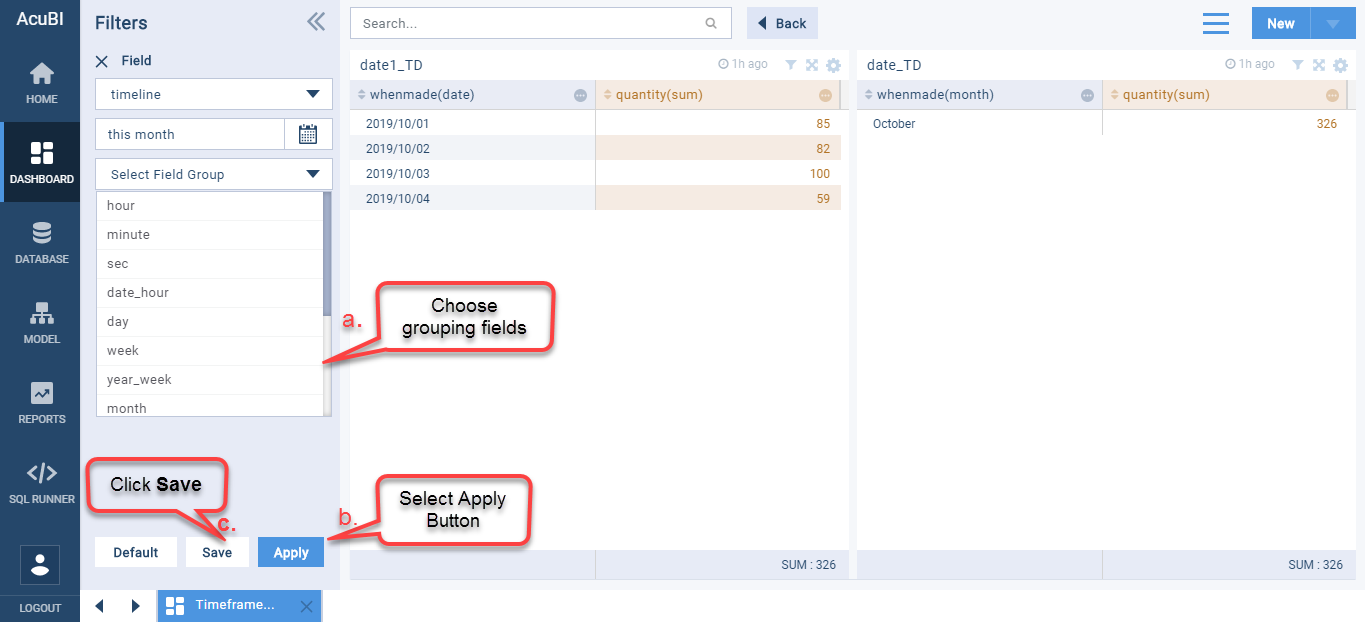 AcuBI
HOME
DASHBOARD
DATABASE
MODEL
REPORTS
SQL RUNNER
LOGOUT
Filters
Field
timeline
this month
Select Field Group
hour
minute
sec
date_hour
day
week
year_week
month
Click Save
c.
Default Save Apply
a.
Choose
grouping fields
b.
Select Apply
Button
Search...
Back
New
date1_TD
1h ago
whenmade(date) quantity(sum)
2019/10/01 85
2019/10/02 82
2019/10/03 100
2019/10/04 59
SUM : 326
date_TD
1h ago
whenmade(month) quantity(sum)
October 326
SUM : 326
Timeframe...